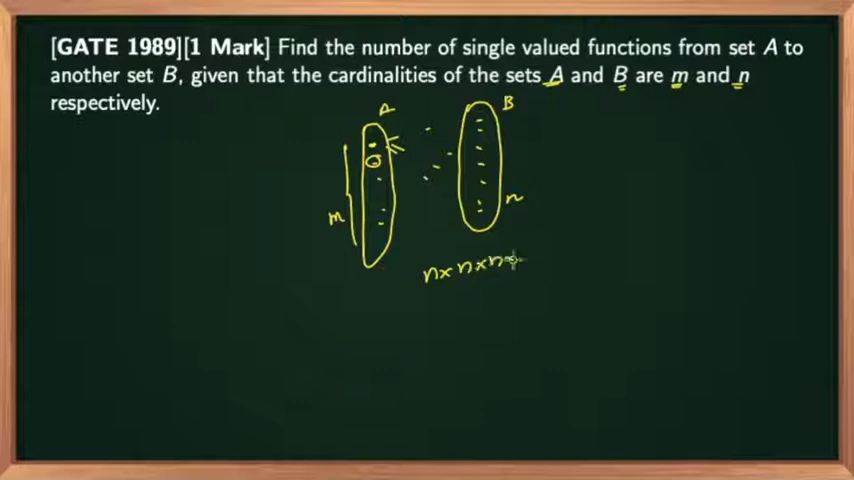 [GATE 1989][1 Mark] Find the number of single valued functions from set A to
another set B, given that the cardinalities of the sets A and B are m and n
respectively.
A B
m n
n×n×n×